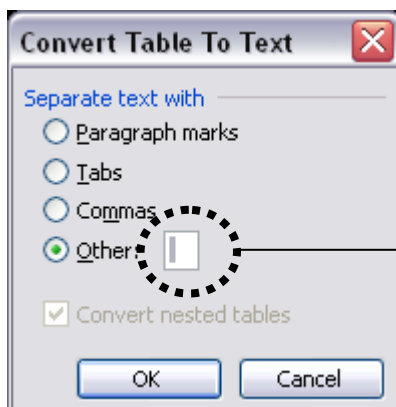 Convert Table To Text
Separate text with
Paragraph marks
Tabs
Commas
Other:
Convert nested tables
OK Cancel